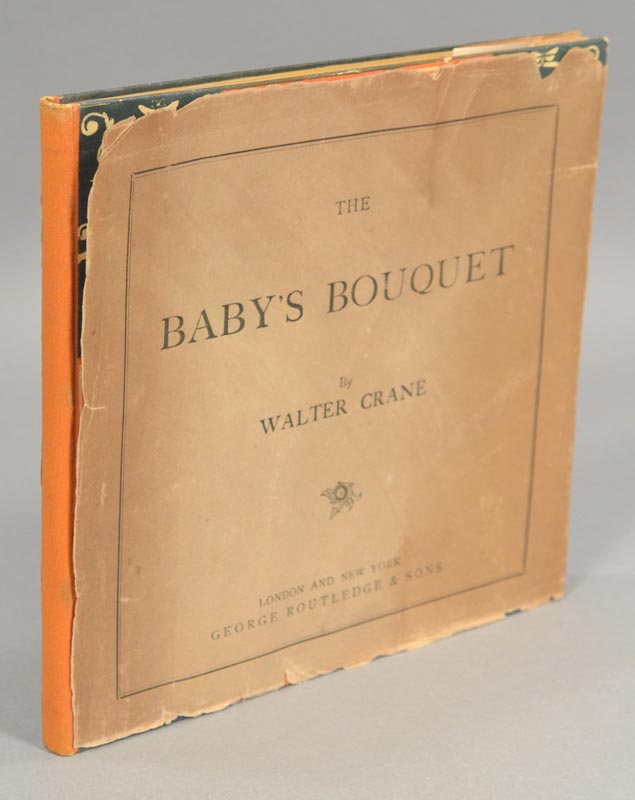 THE
BABY'S BOUQUET
By
WALTER CRANE
LONDON AND NEW YORK
GEORGE ROUTLEDGE & SONS